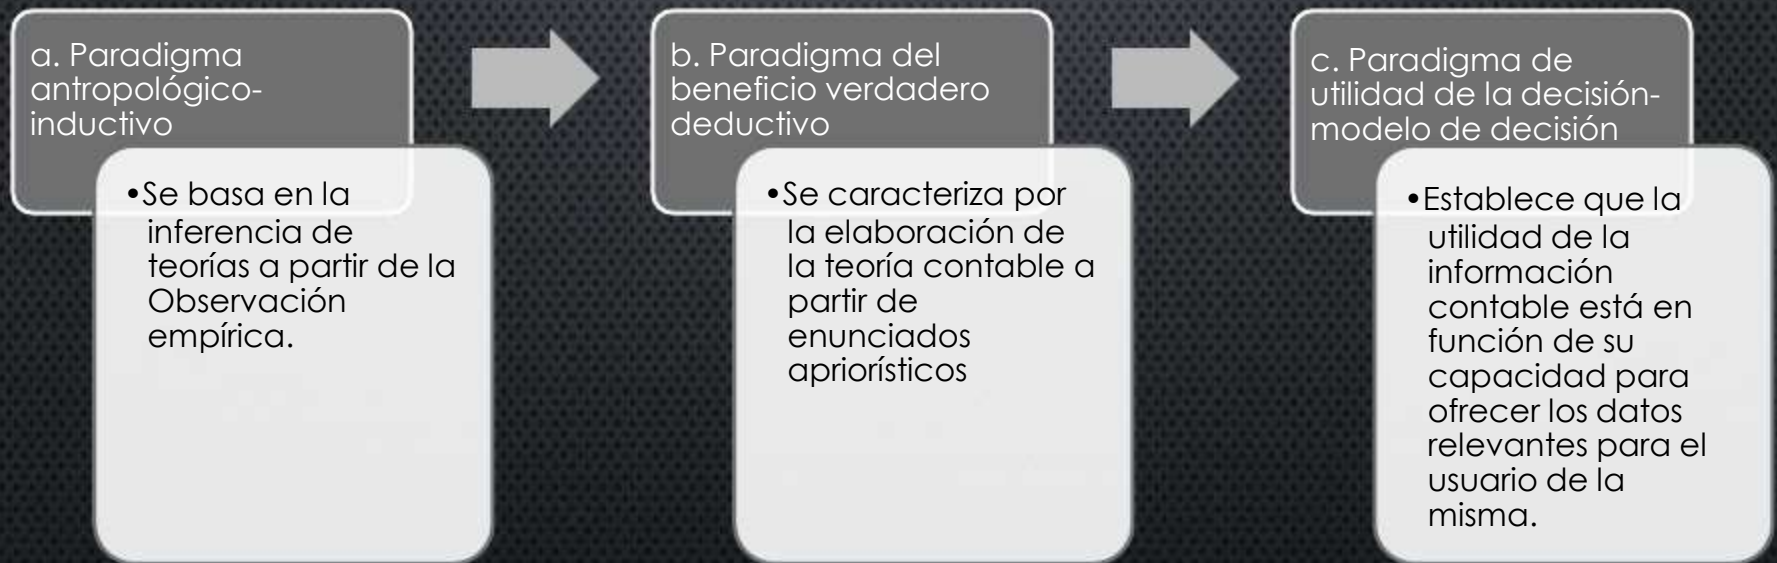 a. Paradigma
antropológico-
inductivo
•Se basa en la
inferencia de
teorías a partir de la
Observación
empírica.
b. Paradigma del
beneficio verdadero
deductivo
•Se caracteriza por
la elaboración de
la teoría contable a
partir de
enunciados
apriorísticos
c. Paradigma de
utilidad de la decisión-
modelo de decisión
•Establece que la
utilidad de la
información
contable está en
función de su
capacidad para
ofrecer los datos
relevantes para el
usuario de la
misma.